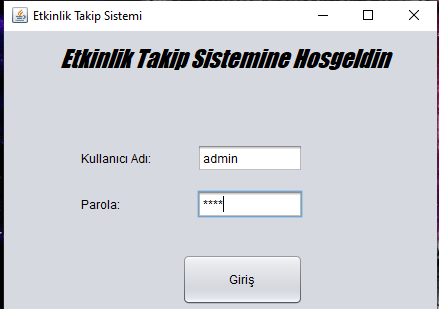 Etkinlik Takip Sistemi
Etkinlik Takip Sistemine Hosgeldin
Kullanıcı Adı: admin
Parola: ****
Giriş